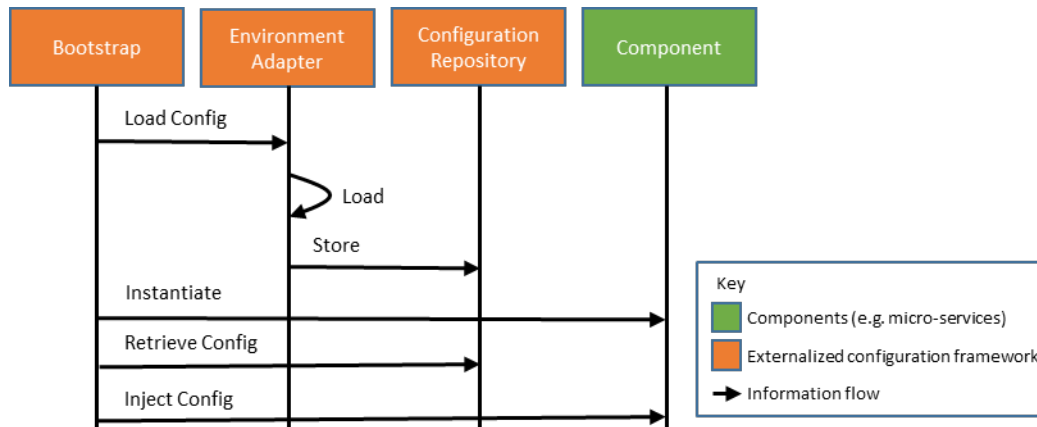 Bootstrap
Environment
Adapter
Configuration
Repository
Component
Load Config
Load
Store
Instantiate
Retrieve Config
Inject Config
Key
Components (e.g. micro-services)
Externalized configuration framework
Information flow